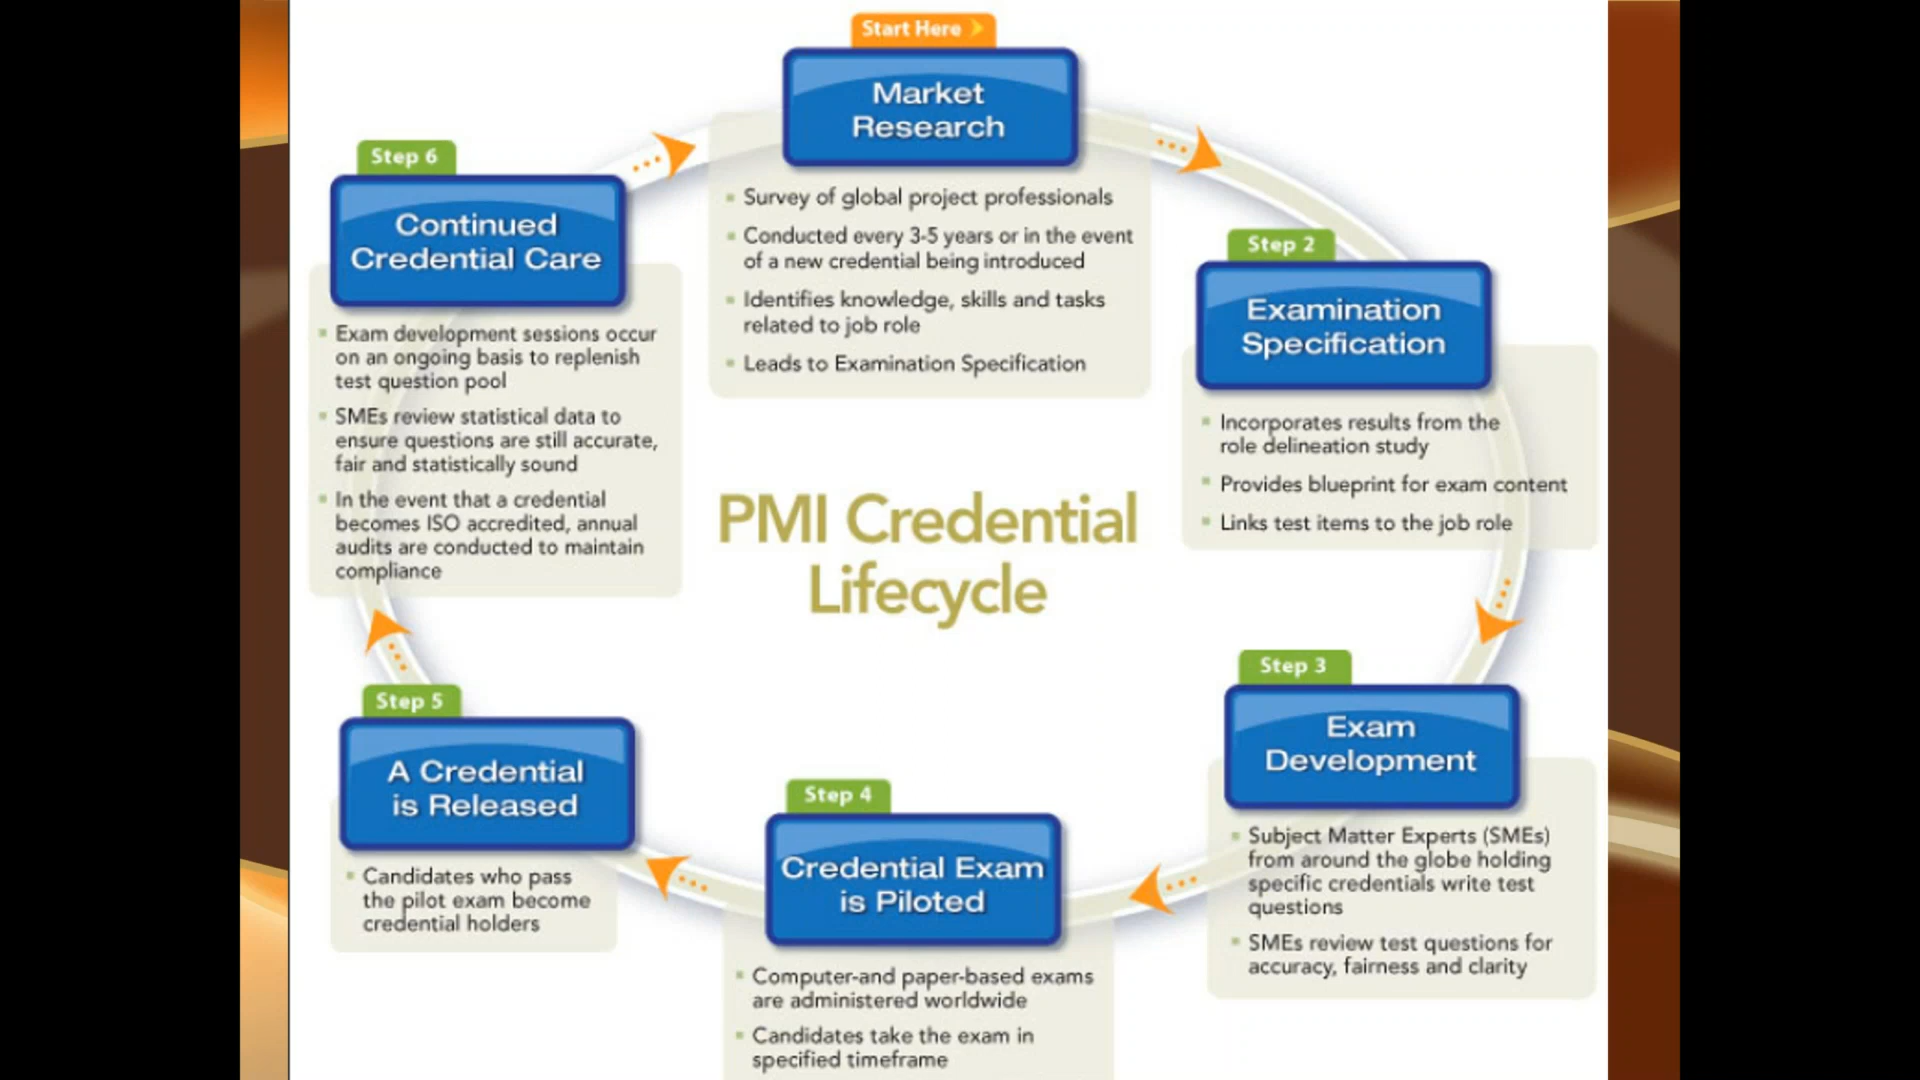 Start Here
Market
Research
Survey of global project professionals
Conducted every 3-5 years or in the event
of a new credential being introduced
Identifies knowledge, skills and tasks
related to job role
Leads to Examination Specification
Step 2
Examination
Specification
Incorporates results from the
role delineation study
Provides blueprint for exam content
Links test items to the job role
Step 3
Exam
Development
Subject Matter Experts (SMEs)
from around the globe holding
specific credentials write test
questions
SMEs review test questions for
accuracy, fairness and clarity
Step 4
Credential Exam
is Piloted
Computer-and paper-based exams
are administered worldwide
Candidates take the exam in
specified timeframe
Step 5
A Credential
is Released
Candidates who pass
the pilot exam become
credential holders
Step 6
Continued
Credential Care
Exam development sessions occur
on an ongoing basis to replenish
test question pool
SMEs review statistical data to
ensure questions are still accurate,
fair and statistically sound
In the event that a credential
becomes ISO accredited, annual
audits are conducted to maintain
compliance
PMI Credential
Lifecycle